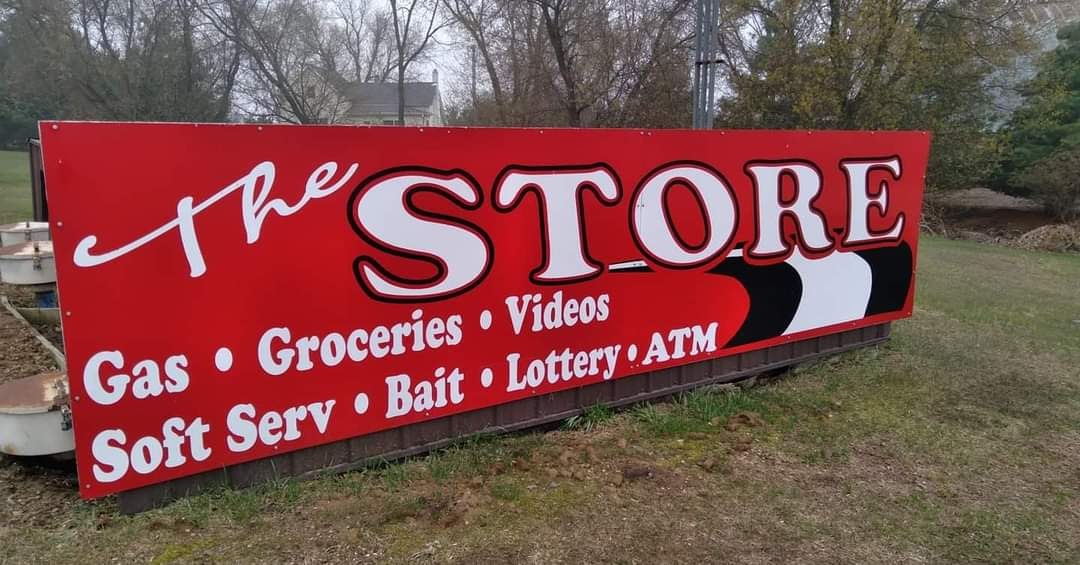 The STORE
Gas • Groceries • Videos
Soft Serv • Bait • Lottery • ATM